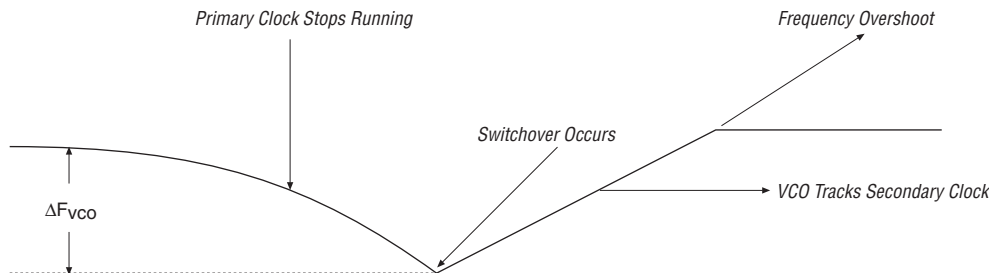 Primary Clock Stops Running
Frequency Overshoot
Switchover Occurs
VCO Tracks Secondary Clock
ΔFVCO